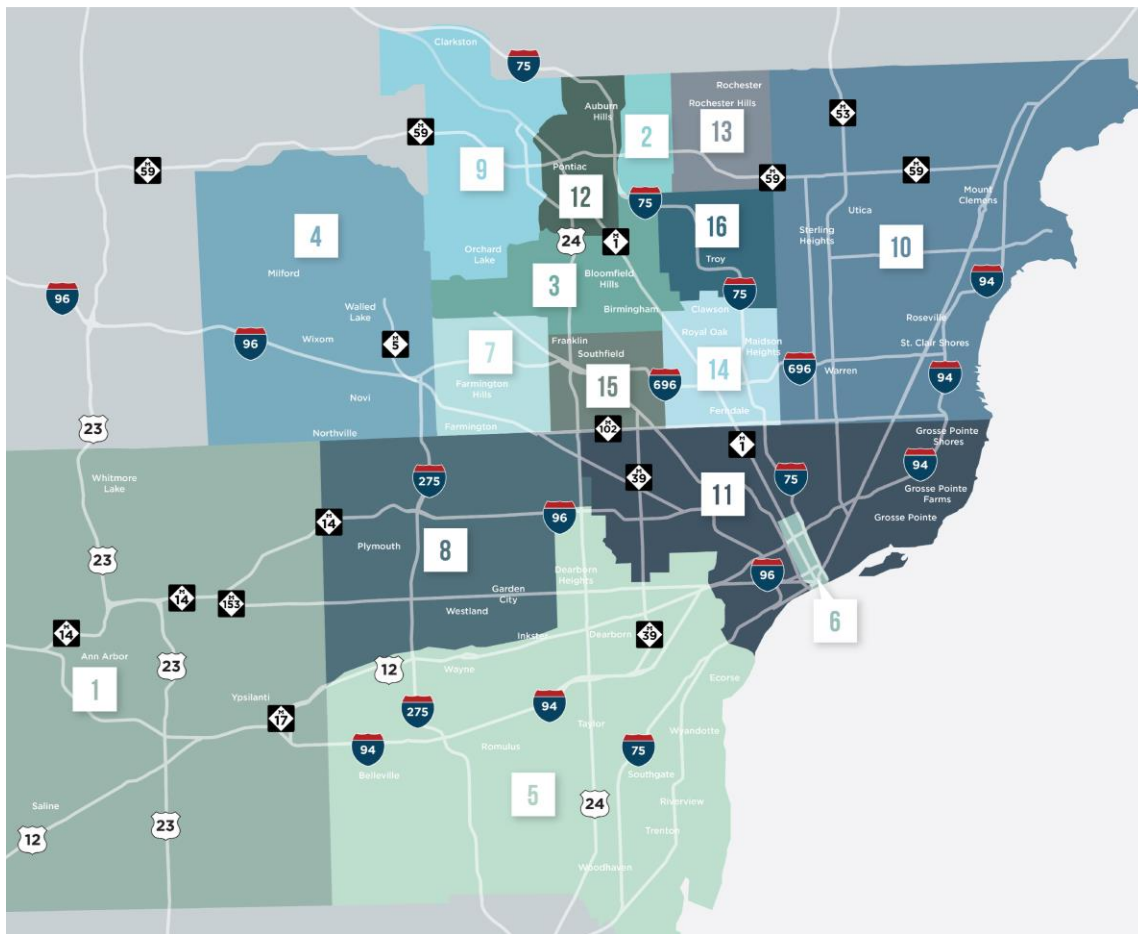 Clarkston
75
Rochester
Auburn
Hills
2
Rochester Hills
13
M
53
M
59
M
59
9
Pontiac
12
M
59
M
59
75
Mount
Clemens
4
24
M
1
16
Utica
Sterling
Heights
10
Orchard
Lake
Troy
Milford
3
Bloomfield
Hills
96
75
94
Walled
Lake
Birmingham
Clawson
Roseville
Wixom
96
M
5
7
Franklin
Southfield
Royal Oak
Maidson
Heights
St. Clair Shores
14
696
Warren
94
Farmington
Hills
15
696
Novi
Ferndale
23
Northville
Farmington
M
102
M
1
Grosse Pointe
Shores
Whitmore
Lake
275
M
39
75
94
11
Grosse Pointe
Farms
M
14
96
Grosse Pointe
Plymouth
8
23
Dearborn
Heights
96
M
14
M
153
Garden
City
Westland
6
M
14
Inkster
Dearborn
M
39
Ann Arbor
23
12
Wayne
1
Ecorse
Ypsilanti
M
17
275
94
Taylor
Wyandotte
94
Romulus
75
Belleville
Southgate
5
Riverview
Saline
24
12
23
Trenton
Woodhaven